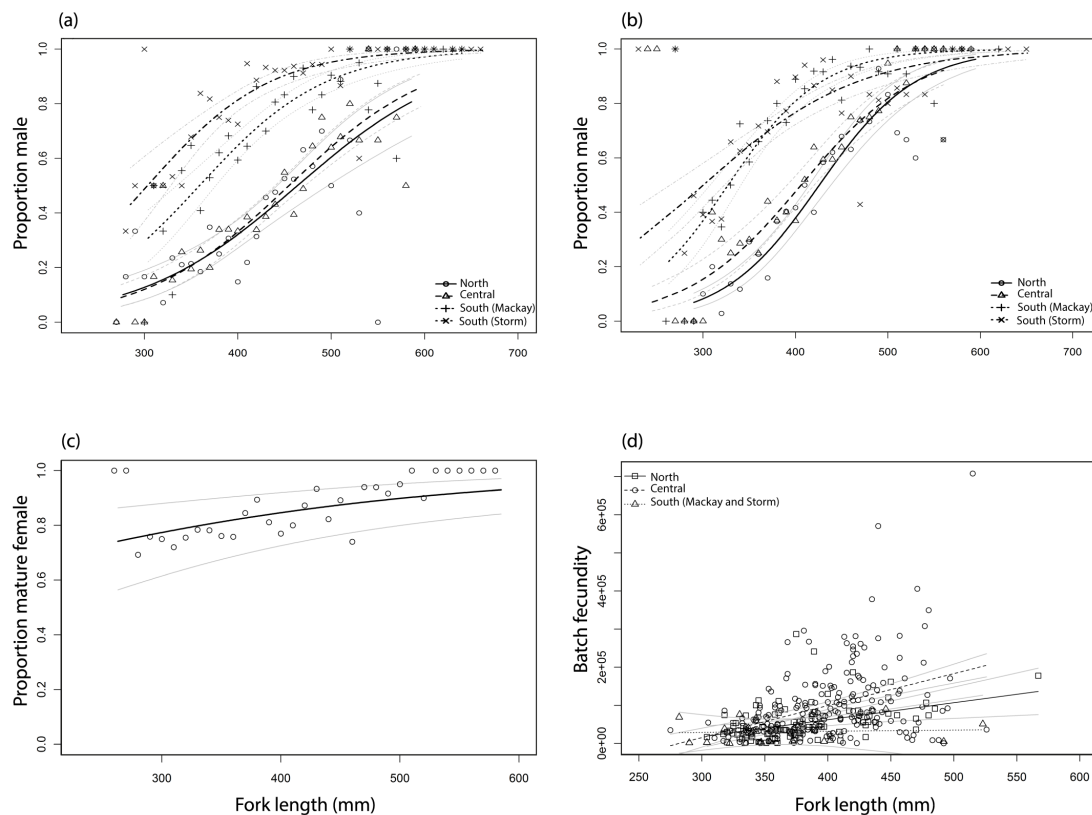 (a)
Proportion male
0.0
0.2
0.4
0.6
0.8
1.0
300
400
500
600
700
North
Central
South (Mackay)
South (Storm)
(b)
Proportion male
0.0
0.2
0.4
0.6
0.8
1.0
300
400
500
600
700
North
Central
South (Mackay)
South (Storm)
(c)
Proportion mature female
0.0
0.2
0.4
0.6
0.8
1.0
300
400
500
600
Fork length (mm)
(d)
Batch fecundity
0e+00
2e+05
4e+05
6e+05
250
300
350
400
450
500
550
600
North
Central
South (Mackay and Storm)
Fork length (mm)